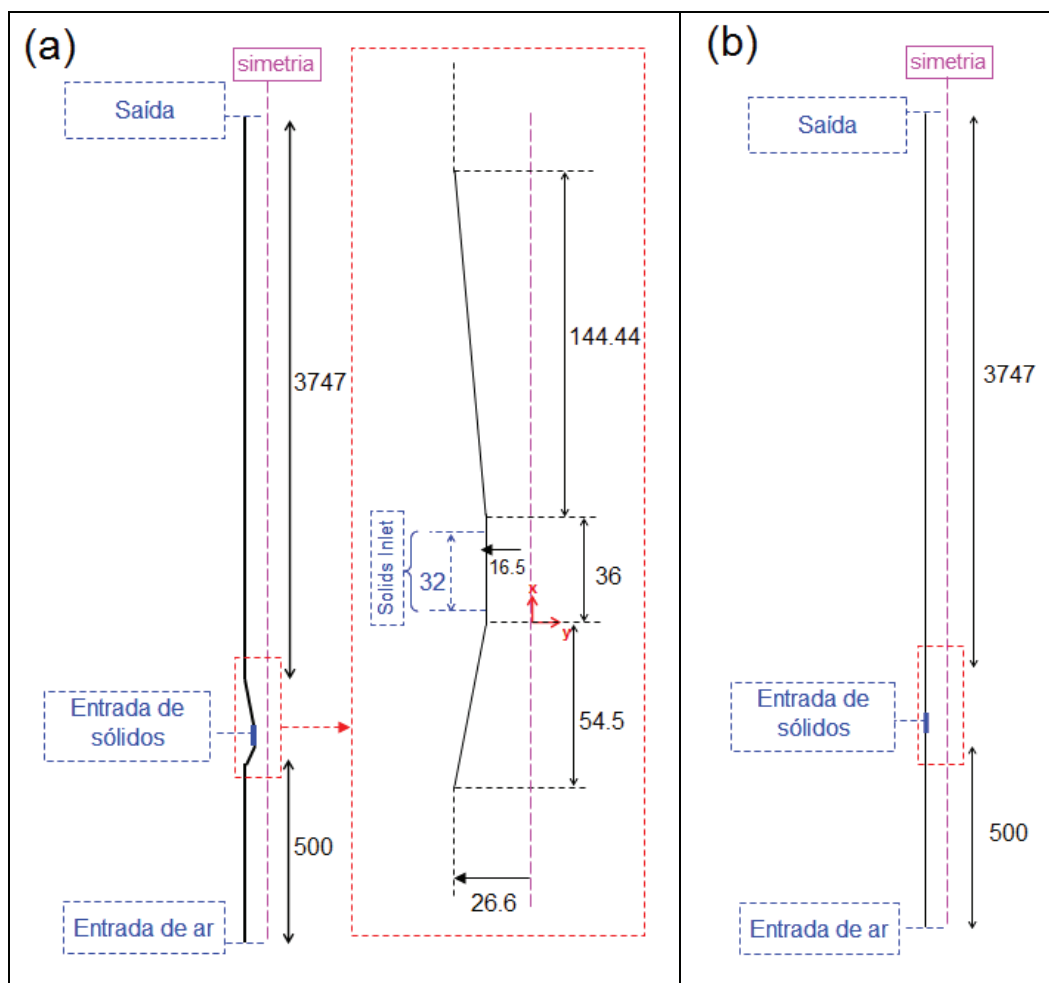 (a)
simetria
Saída
3747
144.44
Solids Inlet
32
16.5
36
x
y
Entrada de
sólidos
54.5
500
26.6
Entrada de ar
(b)
simetria
Saída
3747
Entrada de
sólidos
500
Entrada de ar